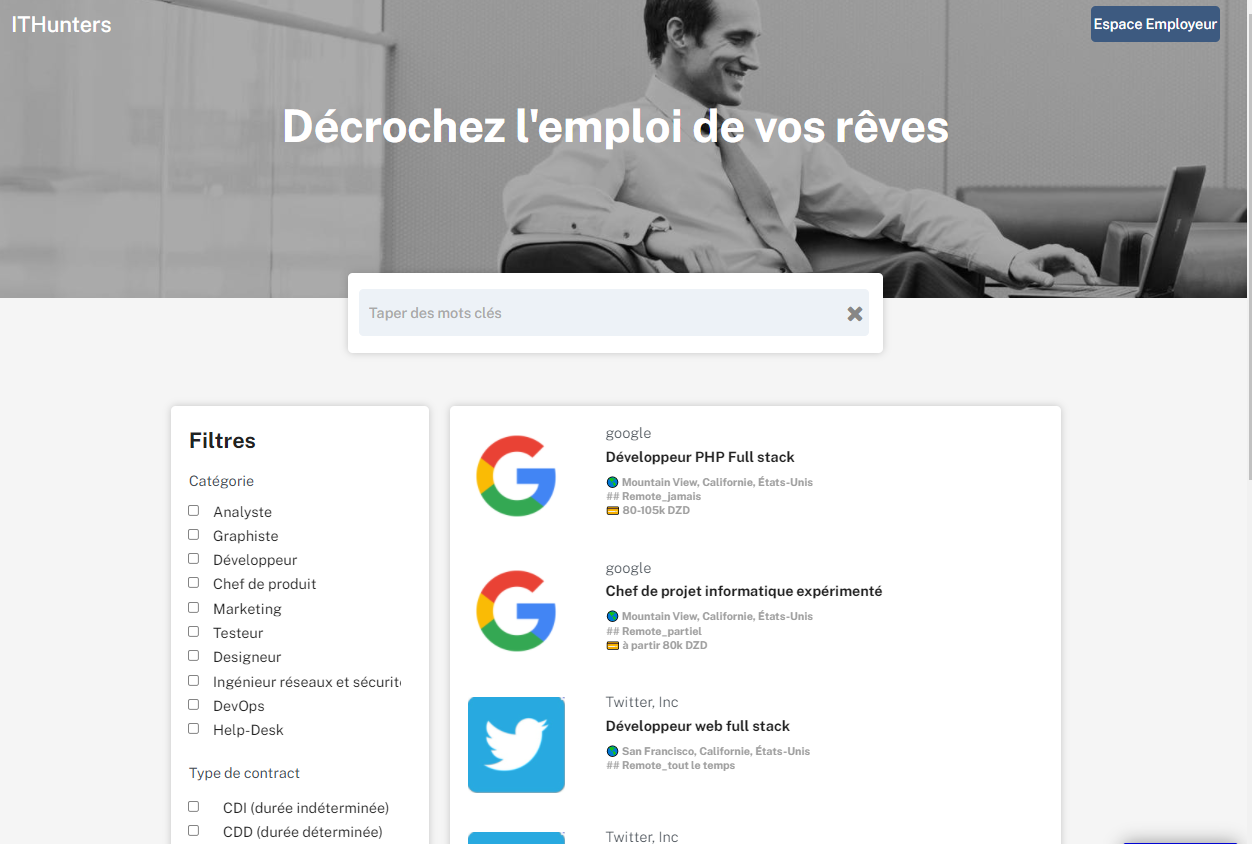 ITHunters
Espace Employeur
Décrochez l'emploi de vos rêves
Taper des mots clés
Filtres
Catégorie
Analyste
Graphiste
Développeur
Chef de produit
Marketing
Testeur
Designeur
Ingénieur réseaux et sécurité
DevOps
Help-Desk
Type de contract
CDI (durée indéterminée)
CDD (durée déterminée)
google
Développeur PHP Full stack
Mountain View, Californie, États-Unis
## Remote_jamais
80-105k DZD
google
Chef de projet informatique expérimenté
Mountain View, Californie, États-Unis
## Remote_partiel
à partir 80k DZD
Twitter, Inc
Développeur web full stack
San Francisco, Californie, États-Unis
## Remote_tout le temps
Twitter, Inc